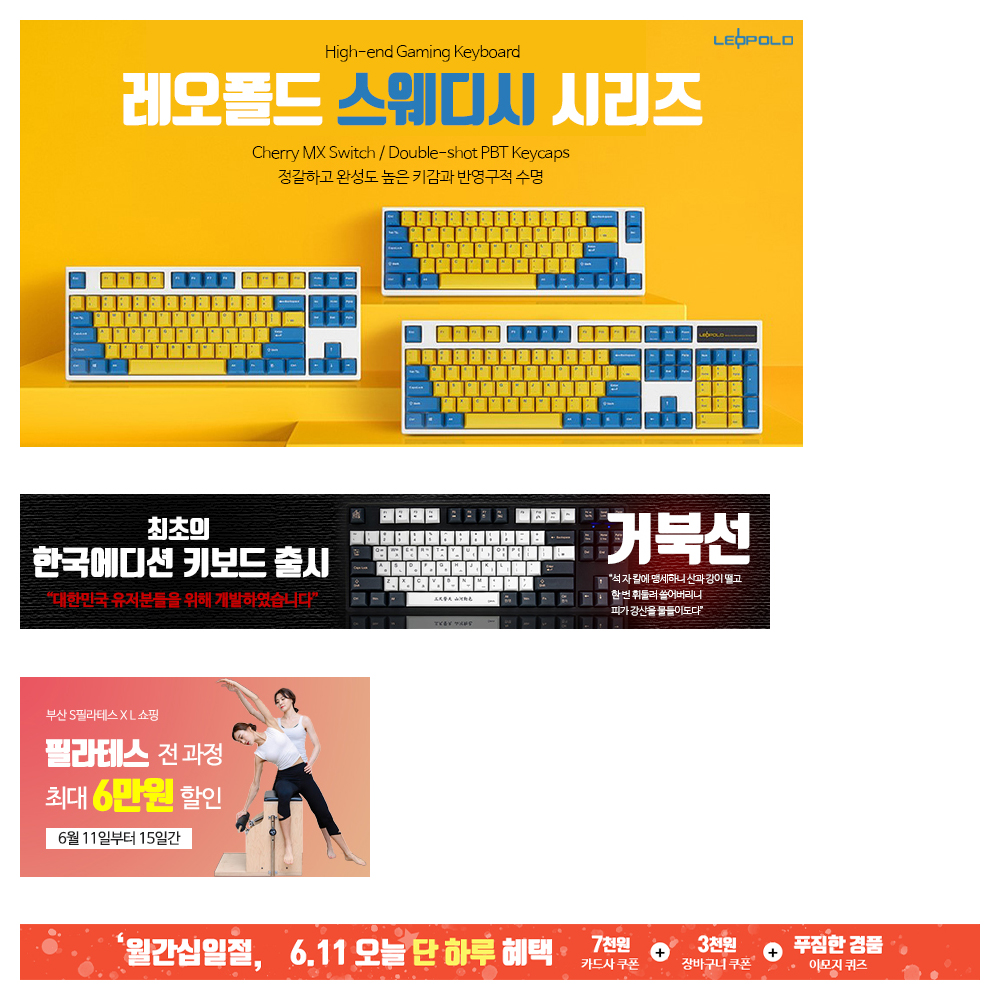 LEOPOLD
High-end Gaming Keyboard
레오폴드 스웨디시 시리즈
Cherry MX Switch / Double-shot PBT Keycaps
정갈하고 완성도 높은 키감과 반영구적 수명
최초의
한국에디션 키보드 출시
"대한민국 유저분들을 위해 개발하였습니다"
거북선
"석 자 칼에 맹세하니 산과 강이 떨고
한 번 휘둘러 쓸어버리니
피가 강산을 물들이도다"
부산 S필라테스 X L 쇼핑
필라테스 전 과정
최대 6만원 할인
6월 11일부터 15일간
‘월간십일절,
6.11 오늘 단 하루 혜택
7천원 + 3천원 + 푸짐한 경품
카드사 쿠폰 장바구니 쿠폰 이모지 퀴즈